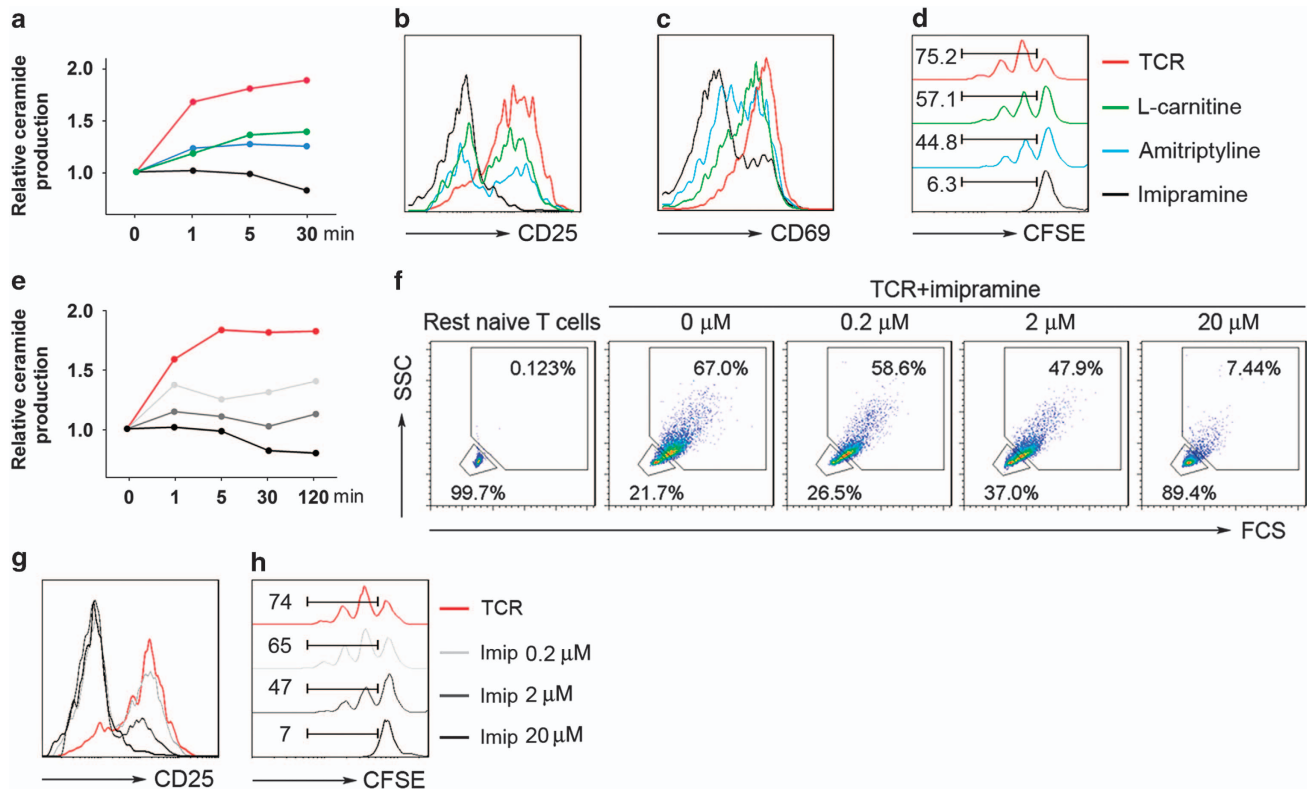 a
Relative ceramide
production
2.0
1.5
1.0
0 1 5 30 min
b
CD25
c
CD69
d
75.2
57.1
44.8
6.3
CFSE
TCR
L-carnitine
Amitriptyline
Imipramine
e
Relative ceramide
production
2.0
1.5
1.0
0 1 5 30 120 min
f
TCR+imipramine
Rest naive T cells 0 μM 0.2 μM 2 μM 20 μM
SSC
0.123% 67.0% 58.6% 47.9% 7.44%
99.7% 21.7% 26.5% 37.0% 89.4%
FCS
g
CD25
h
74
65
47
7
CFSE
TCR
Imip 0.2 μM
Imip 2 μM
Imip 20 μM